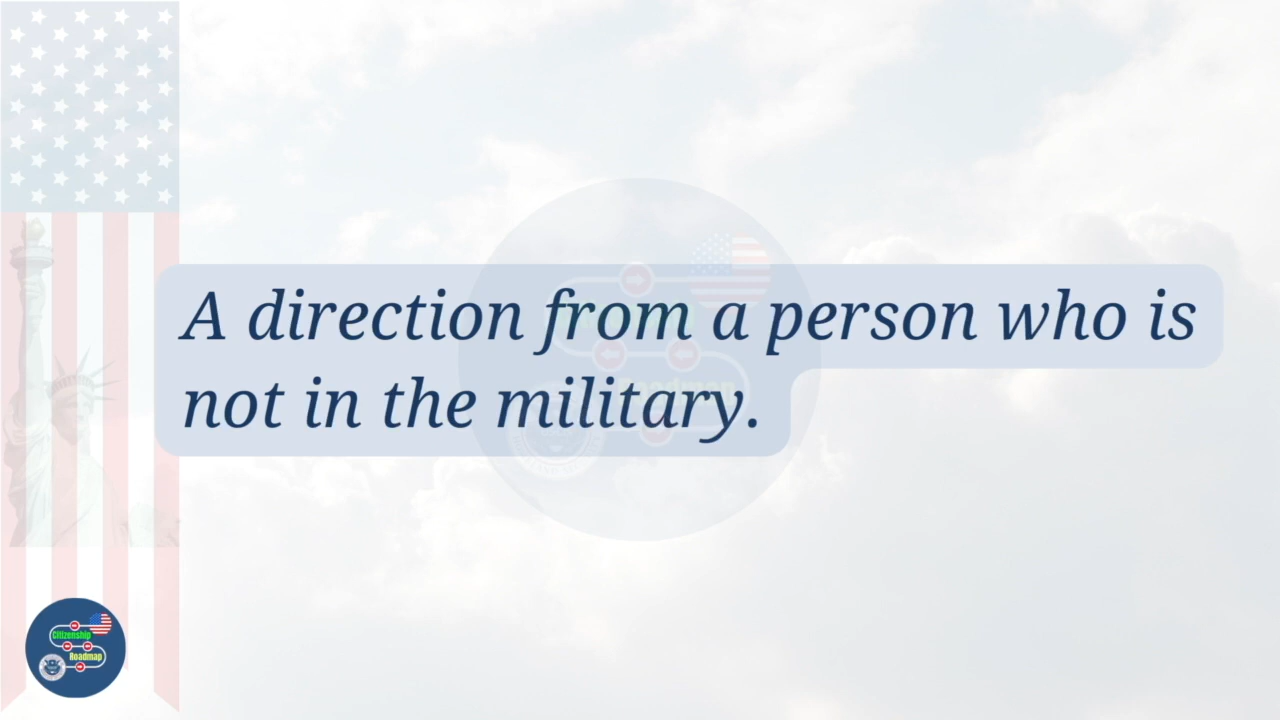 A direction from a person who is
not in the military.
Citizenship
Roadmap